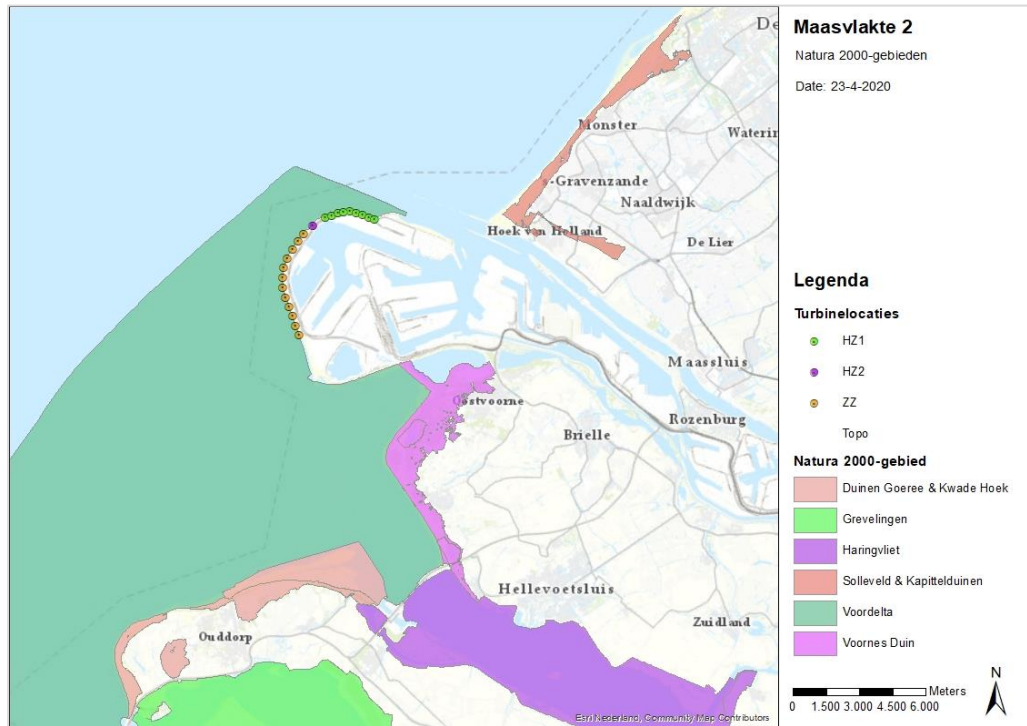 De
Monster
Waterin
s-Gravenzande
Naaldwijk
Hoek van Holland
De Lier
Maassluis
Oostvoorne
Rozenburg
Brielle
Hellevoetsluis
Zuidland
Ouddorp
Esri Nederland, Community Map Contributors
Maasvlakte 2
Natura 2000-gebieden
Date: 23-4-2020
Legenda
Turbinelocaties
HZ1
HZ2
ZZ
Topo
Natura 2000-gebied
Duinen Goeree & Kwade Hoek
Grevelingen
Haringvliet
Solleveld & Kapittelduinen
Voordelta
Voornes Duin
Meters
0 1.500 3.000 4.500 6.000
N